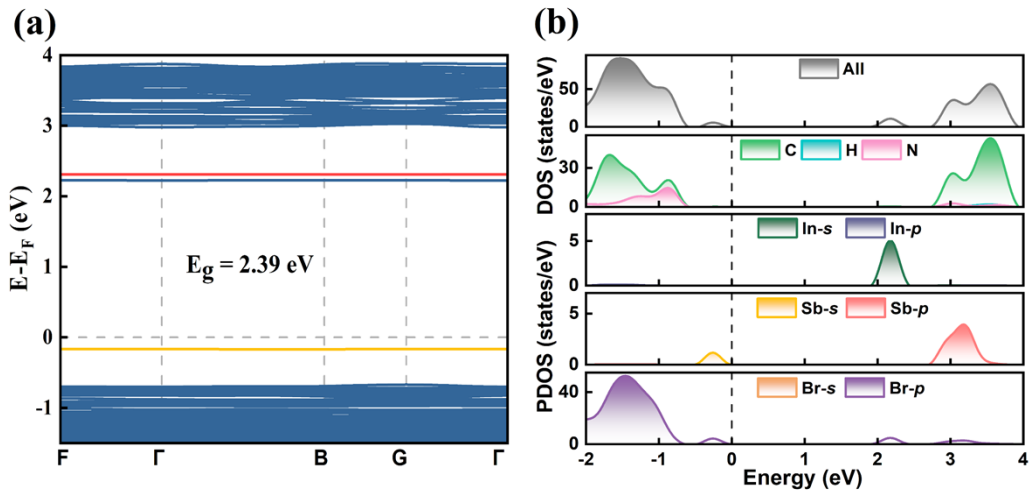 (a)
4
3
2
1
0
-1
E-E_F (eV)
E_g = 2.39 eV
F Γ B G Γ
(b)
50
0
All
30
0
C H N
5
0
In-s In-p
5
0
Sb-s Sb-p
40
0
Br-s Br-p
DOS (states/eV)
PDOS (states/eV)
-2 -1 0 1 2 3 4
Energy (eV)